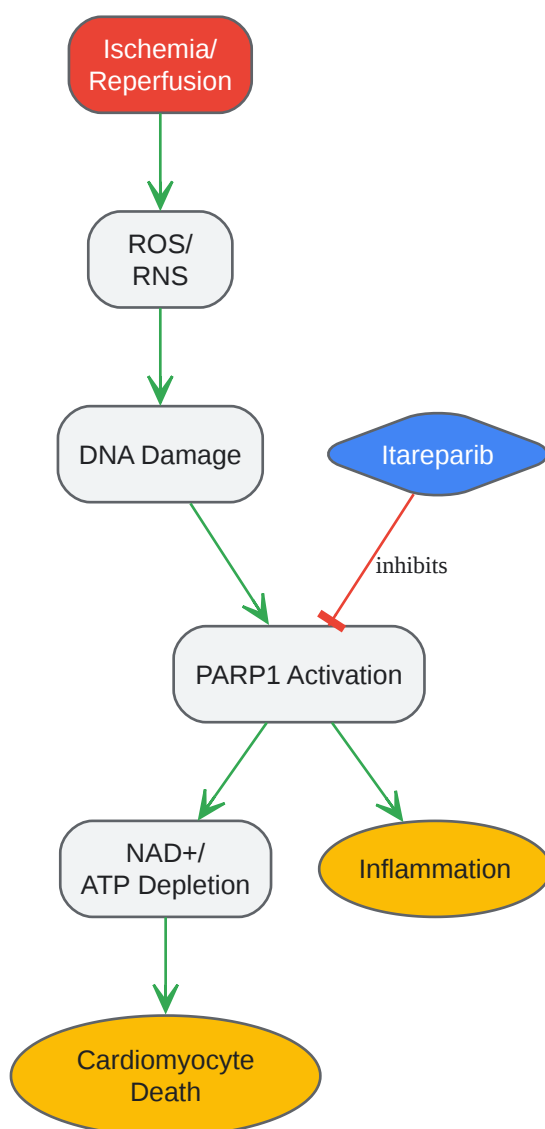 Ischemia/
Reperfusion
ROS/
RNS
DNA Damage
Itareparib
inhibits
PARP1 Activation
NAD+/
ATP Depletion
Inflammation
Cardiomyocyte
Death